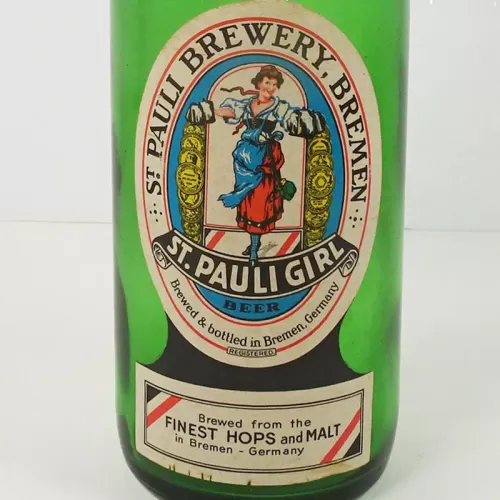 ST PAULI BREWERY, BREMEN
ST. PAULI GIRL
BEER
Brewed & bottled in Bremen, Germany
REGISTERED
Brewed from the
FINEST HOPS and MALT
in Bremen - Germany